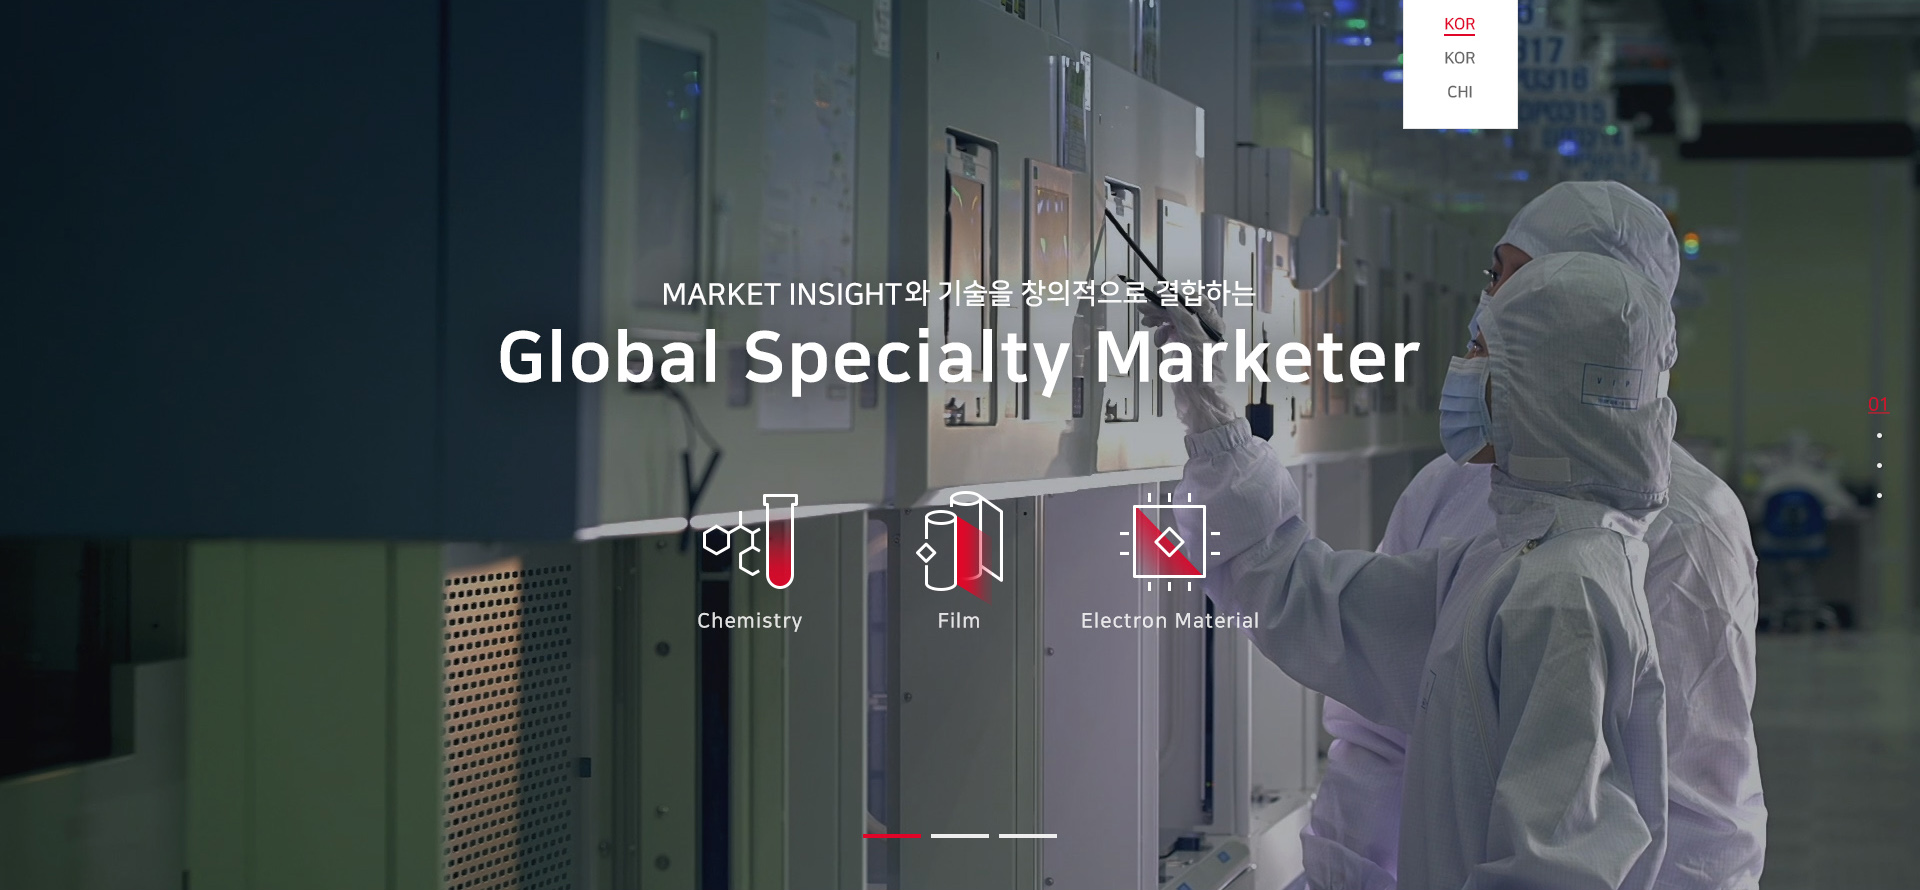 KOR
KOR
CHI
MARKET INSIGHT와 기술을 창의적으로 결합하는
Global Specialty Marketer
VIP
01
Chemistry
Film
Electron Material